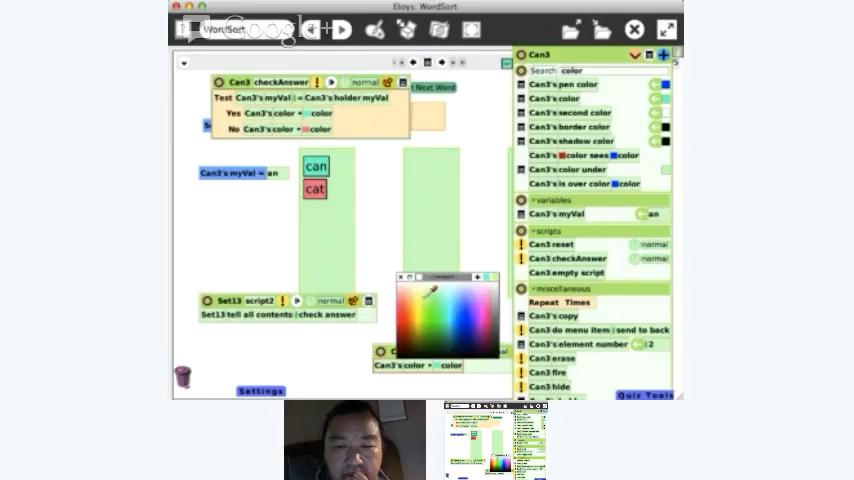 Etoys: WordSort
WordSort
Google+
Can3 checkAnswer ! normal
Test Can3's myVal = Can3's holder myVal
Yes Can3's color color
No Can3's color color
t Next Word
Can3's myVal = an
can
cat
Set13 script2 ! normal
Set13 tell all contents check answer
Can3's color color
Settings
Can3
Search color
Can3's pen color
Can3's color
Can3's second color
Can3's border color
Can3's shadow color
Can3's color sees color
Can3's color under
Can3's is over color color
variables
Can3's myVal an
scripts
! Can3 reset normal
! Can3 checkAnswer normal
Can3 empty script
miscellaneous
Repeat Times
Can3's copy
! Can3 do menu item send to back
Can3's element number 2
! Can3 erase
! Can3 fire
! Can3 hide
Quiz Tools